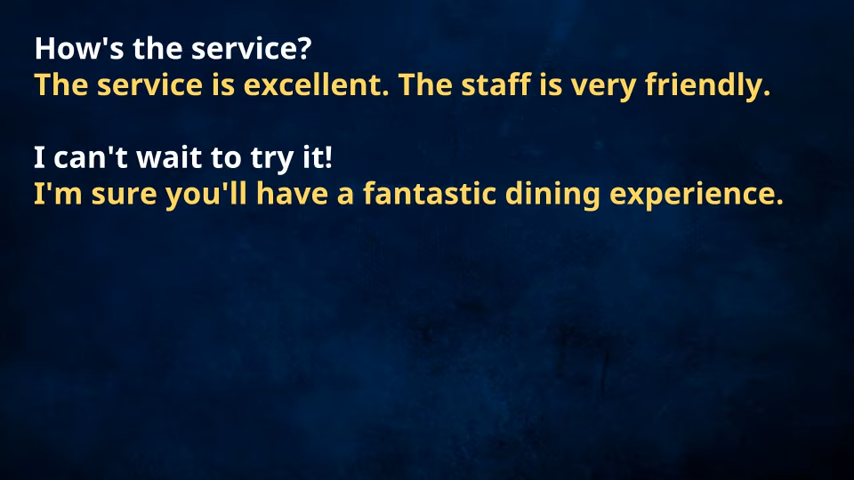 How's the service?
The service is excellent. The staff is very friendly.
I can't wait to try it!
I'm sure you'll have a fantastic dining experience.